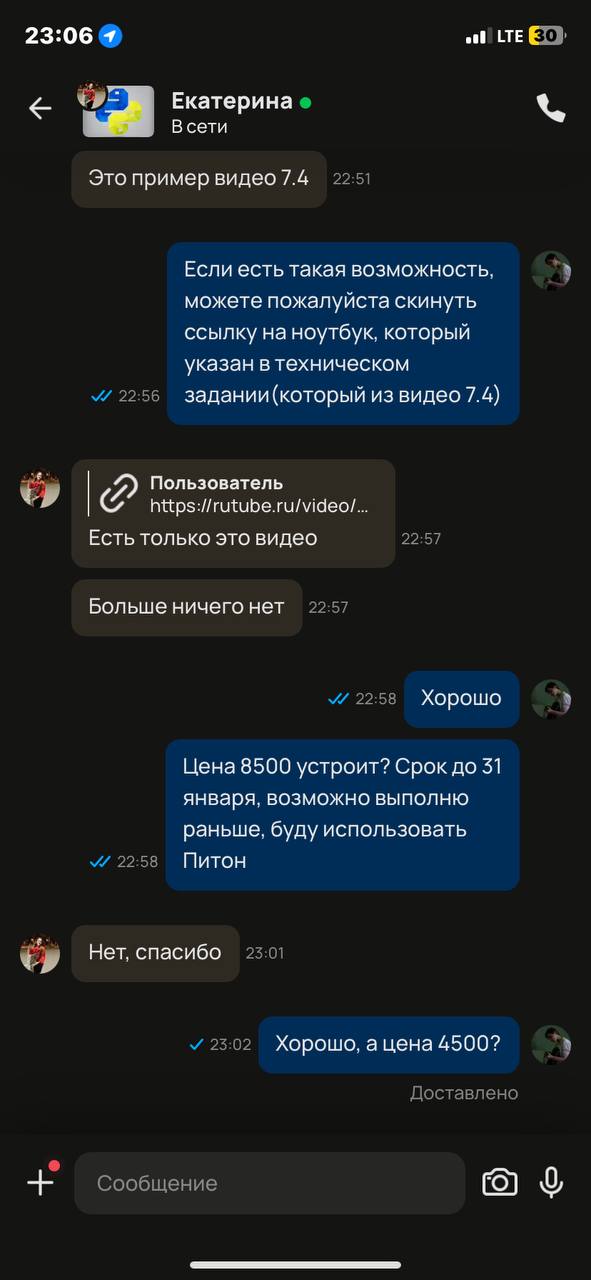 23:06
LTE 30
Екатерина
В сети
Это пример видео 7.4
22:51
Если есть такая возможность,
можете пожалуйста скинуть
ссылку на ноутбук, который
указан в техническом
задании(который из видео 7.4)
22:56
Пользователь
https://rutube.ru/video/...
Есть только это видео
22:57
Больше ничего нет
22:57
Хорошо
22:58
Цена 8500 устроит? Срок до 31
января, возможно выполню
раньше, буду использовать
Питон
22:58
Нет, спасибо
23:01
Хорошо, а цена 4500?
23:02
Доставлено
Сообщение